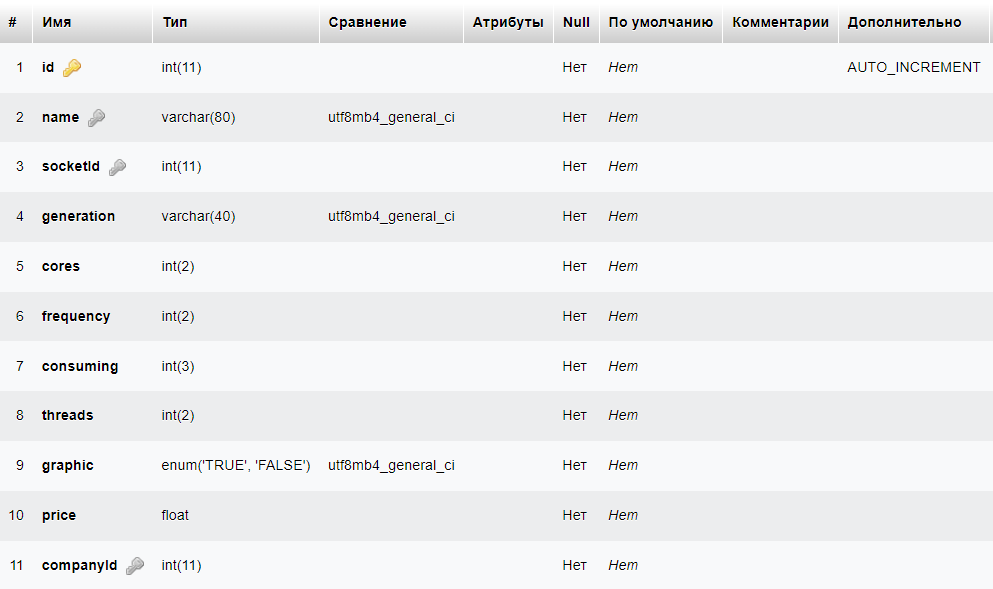 # Имя Тип Сравнение Атрибуты Null По умолчанию Комментарии Дополнительно
1 id int(11) Нет Нет AUTO_INCREMENT
2 name varchar(80) utf8mb4_general_ci Нет Нет
3 socketId int(11) Нет Нет
4 generation varchar(40) utf8mb4_general_ci Нет Нет
5 cores int(2) Нет Нет
6 frequency int(2) Нет Нет
7 consuming int(3) Нет Нет
8 threads int(2) Нет Нет
9 graphic enum('TRUE', 'FALSE') utf8mb4_general_ci Нет Нет
10 price float Нет Нет
11 companyId int(11) Нет Нет